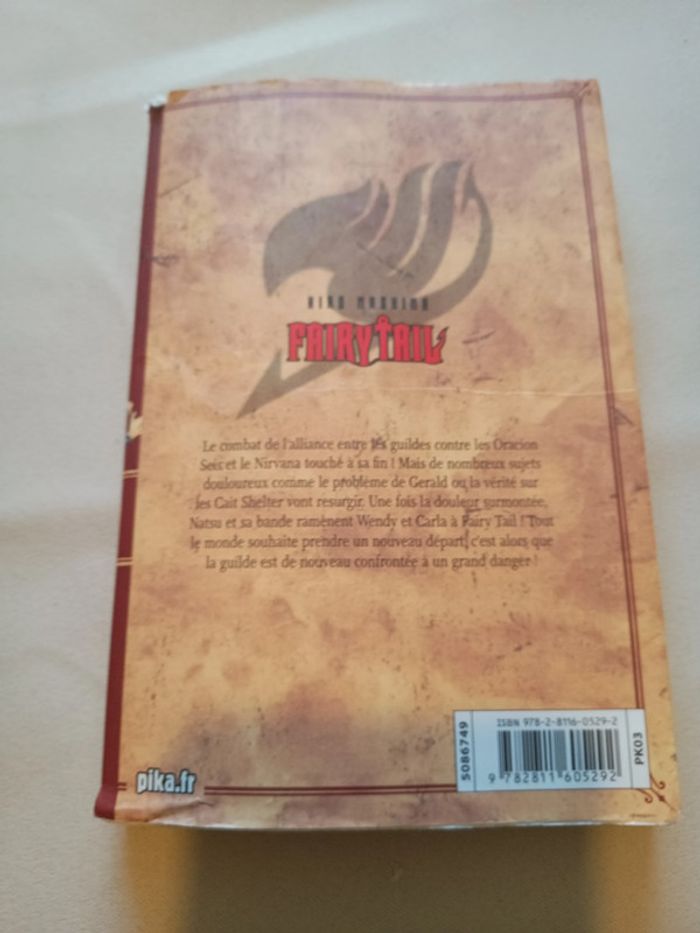 HIRO MASHIMA
FAIRY TAIL
Le combat de l'alliance entre les guildes contre les Oracion
Seis et le Nirvana touche à sa fin ! Mais de nombreux sujets
douloureux comme le problème de Gerald ou la vérité sur
les Cait Shelter vont resurgir. Une fois la douleur surmontée,
Natsu et sa bande ramènent Wendy et Carla à Fairy Tail ! Tout
le monde souhaite prendre un nouveau départ, c'est alors que
la guilde est de nouveau confrontée à un grand danger !
pika.fr
5086749
ISBN 978-2-8116-0529-2
9 782811 605292
PK03